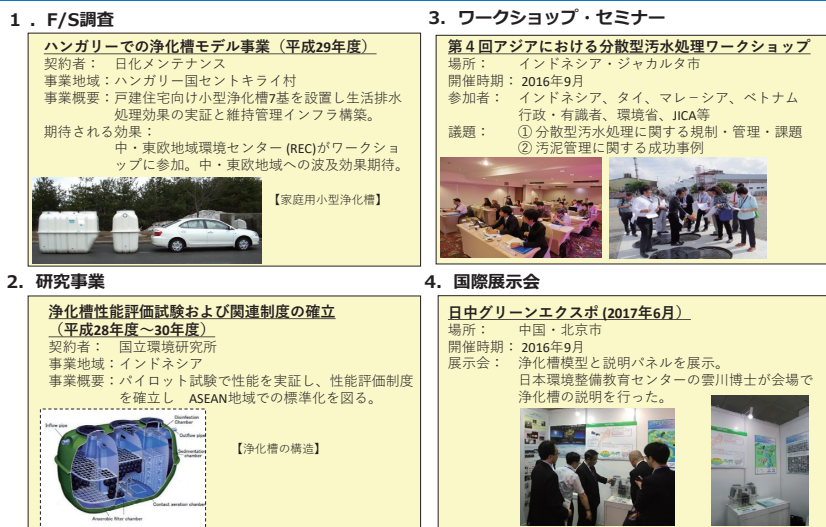 1．F/S調査
ハンガリーでの浄化槽モデル事業（平成29年度）
契約者：　日化メンテナンス
事業地域：ハンガリー国セントキライ村
事業概要：戸建住宅向け小型浄化槽7基を設置し生活排水
処理効果の実証と維持管理インフラ構築。
期待される効果：
中・東欧地域環境センター (REC)がワークショ
ップに参加。中・東欧地域への波及効果期待。
【家庭用小型浄化槽】
2．研究事業
浄化槽性能評価試験および関連制度の確立
（平成28年度～30年度）
契約者：　国立環境研究所
事業地域：インドネシア
事業概要：パイロット試験で性能を実証し、性能評価制度
を確立し　ASEAN地域での標準化を図る。
【浄化槽の構造】
Inflow pipe
Disinfection
Chamber
Outflow pipe
Sedimentation
chamber
Contact aeration chamber
Anaerobic filter chamber
3．ワークショップ・セミナー
第４回アジアにおける分散型汚水処理ワークショップ
場所：　インドネシア・ジャカルタ市
開催時期：2016年9月
参加者：　インドネシア、タイ、マレーシア、ベトナム
行政・有識者、環境省、JICA等
議題：　①分散型汚水処理に関する規制・管理・課題
②汚泥管理に関する成功事例
4．国際展示会
日中グリーンエクスポ (2017年6月）
場所：　中国・北京市
開催時期：2016年9月
展示会：　浄化槽模型と説明パネルを展示。
日本環境整備教育センターの雲川博士が会場で
浄化槽の説明を行った。